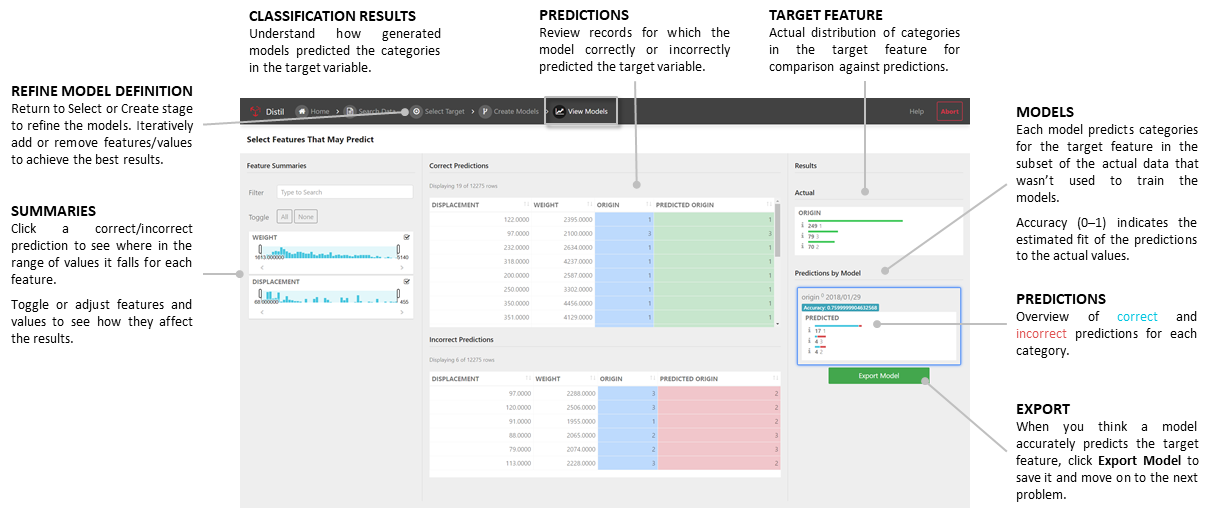 CLASSIFICATION RESULTS
Understand how generated
models predicted the categories
in the target variable.
PREDICTIONS
Review records for which the
model correctly or incorrectly
predicted the target variable.
TARGET FEATURE
Actual distribution of categories
in the target feature for
comparison against predictions.
REFINE MODEL DEFINITION
Return to Select or Create stage
to refine the models. Iteratively
add or remove features/values
to achieve the best results.
SUMMARIES
Click a correct/incorrect
prediction to see where in the
range of values it falls for each
feature.
Toggle or adjust features and
values to see how they affect
the results.
Distil Home > Search Data > Select Target > Create Models > View Models Help Abort
Select Features That May Predict
Feature Summaries
Filter Type to Search
Toggle All None
WEIGHT
1613.000000 5140
< >
DISPLACEMENT
68.000000 455
< >
Correct Predictions
Displaying 19 of 12275 rows
DISPLACEMENT WEIGHT ORIGIN PREDICTED ORIGIN
122.0000 2395.0000 1 1
97.0000 2100.0000 3 3
232.0000 2634.0000 1 1
318.0000 4237.0000 1 1
200.0000 2587.0000 1 1
250.0000 3302.0000 1 1
350.0000 4456.0000 1 1
351.0000 4129.0000 1 1
Incorrect Predictions
Displaying 6 of 12275 rows
DISPLACEMENT WEIGHT ORIGIN PREDICTED ORIGIN
97.0000 2288.0000 3 2
120.0000 2506.0000 3 2
91.0000 1955.0000 1 2
88.0000 2065.0000 2 3
79.0000 2074.0000 2 3
113.0000 2228.0000 3 2
Results
Actual
ORIGIN
i 249 1
i 79 3
i 70 2
Predictions by Model
origin 0 2018/01/29
Accuracy: 0.7599999904632568
PREDICTED
i 17 1
i 4 3
i 4 2
Export Model
MODELS
Each model predicts categories
for the target feature in the
subset of the actual data that
wasn't used to train the
models.
Accuracy (0–1) indicates the
estimated fit of the predictions
to the actual values.
PREDICTIONS
Overview of correct and
incorrect predictions for each
category.
EXPORT
When you think a model
accurately predicts the target
feature, click Export Model to
save it and move on to the next
problem.